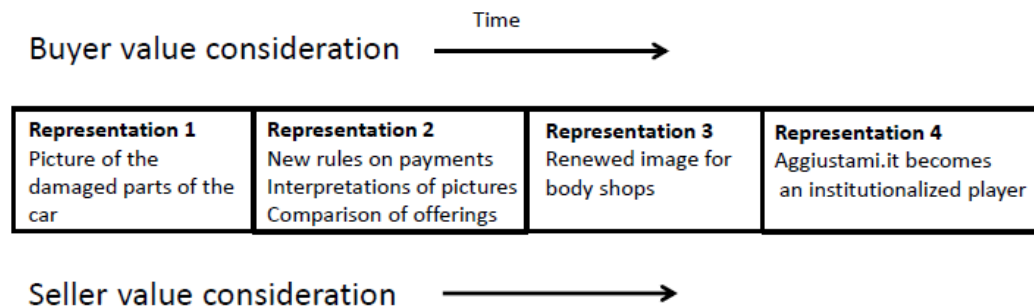 Time
Buyer value consideration
Representation 1
Picture of the
damaged parts of the
car
Representation 2
New rules on payments
Interpretations of pictures
Comparison of offerings
Representation 3
Renewed image for
body shops
Representation 4
Aggiustami.it becomes
an institutionalized player
Seller value consideration